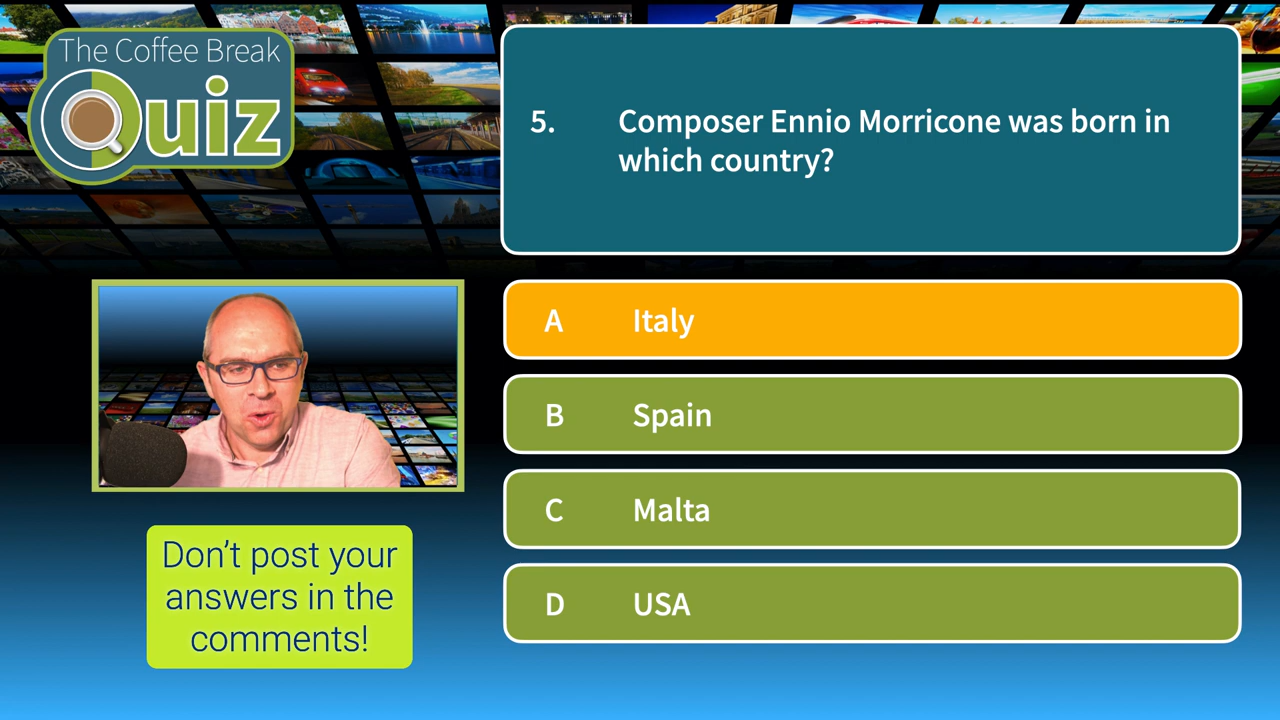 The Coffee Break
Quiz
5. Composer Ennio Morricone was born in
which country?
A Italy
B Spain
C Malta
D USA
Don't post your
answers in the
comments!